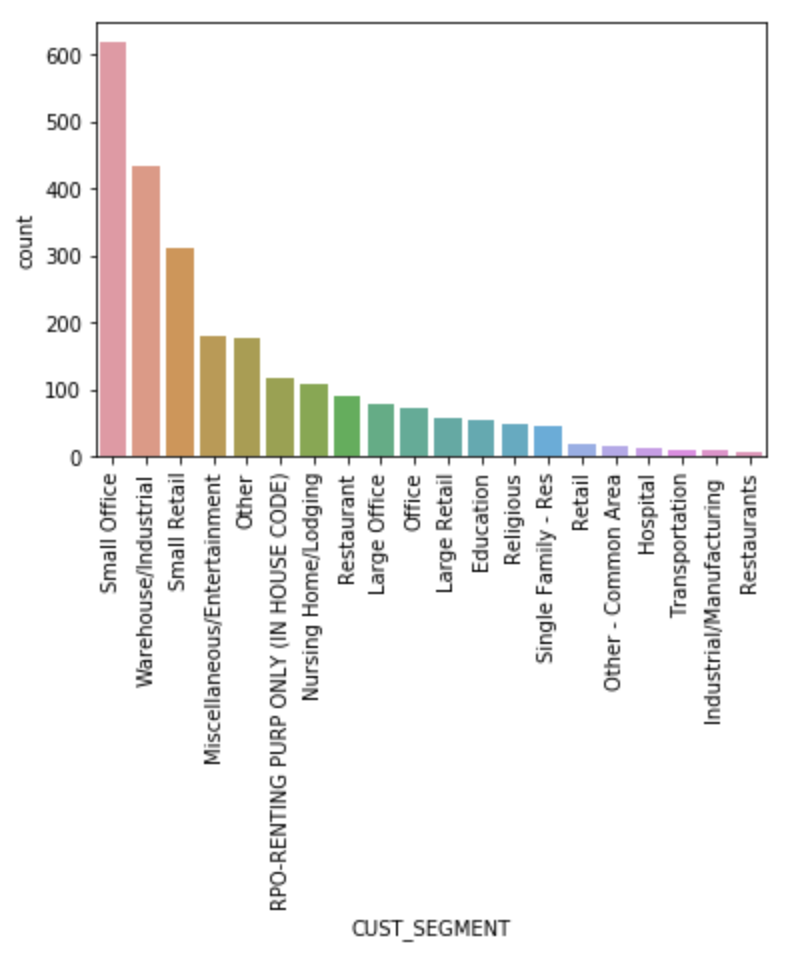 600
500
400
300
200
100
0
count
Small Office
Warehouse/Industrial
Small Retail
Miscellaneous/Entertainment
Other
RPO-RENTING PURP ONLY (IN HOUSE CODE)
Nursing Home/Lodging
Restaurant
Large Office
Office
Large Retail
Education
Religious
Single Family - Res
Retail
Other - Common Area
Hospital
Transportation
Industrial/Manufacturing
Restaurants
CUST_SEGMENT